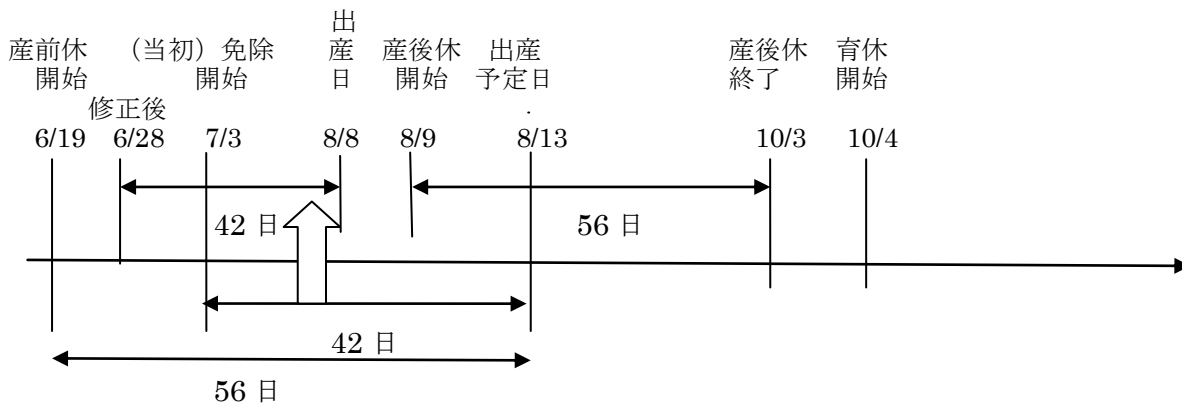 出
産前休 （当初）免除 産 産後休 出産 産後休 育休
開始 開始 日 開始 予定日 終了 開始
修正後 .
6/19 6/28 7/3 8/8 8/9 8/13 10/3 10/4
42 日 56 日
42 日
56 日